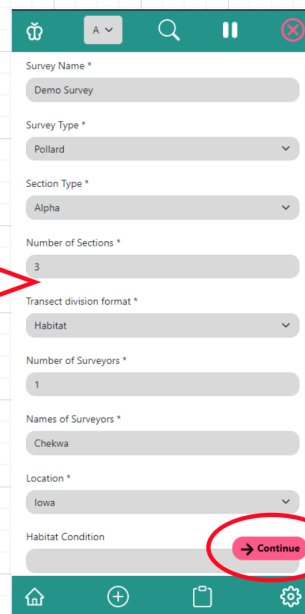 A
Survey Name *
Demo Survey
Survey Type *
Pollard
Section Type *
Alpha
Number of Sections *
3
Transect division format *
Habitat
Number of Surveyors *
1
Names of Surveyors *
Chekwa
Location *
Iowa
Habitat Condition
Continue